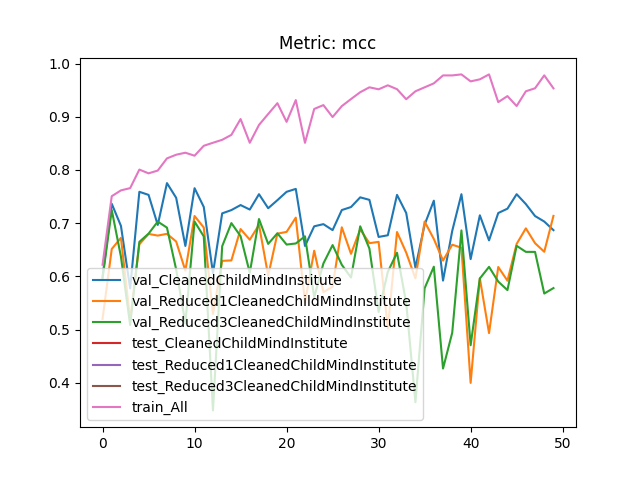 Metric: mcc
1.0
0.9
0.8
0.7
0.6
0.5
0.4
val_CleanedChildMindInstitute
val_Reduced1CleanedChildMindInstitute
val_Reduced3CleanedChildMindInstitute
test_CleanedChildMindInstitute
test_Reduced1CleanedChildMindInstitute
test_Reduced3CleanedChildMindInstitute
train_All
0 10 20 30 40 50